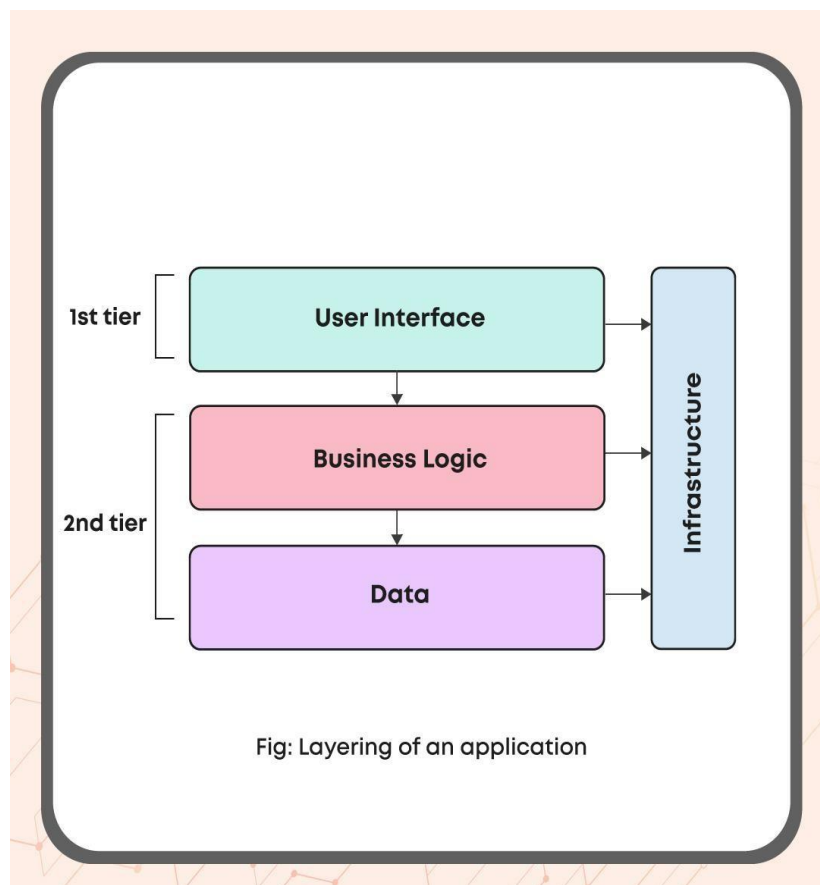 1st tier
User Interface
Business Logic
2nd tier
Data
Infrastructure
Fig: Layering of an application